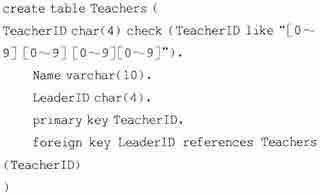 create table Teachers (
TeacherID char(4) check (TeacherID like "[0～
9][0～9] [0～9][0～9]").
Name varchar(10).
LeaderID char(4).
primary key TeacherID.
foreign key LeaderID references Teachers
(TeacherID)
)